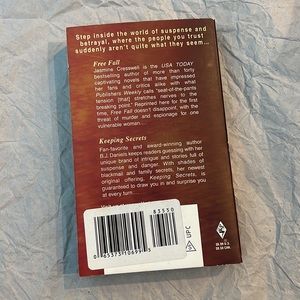 Step inside the world of suspense and
betrayal, where the people you trust
suddenly aren't quite what they seem...
Free Fall
Jasmine Cresswell is the USA TODAY
bestselling author of more than forty
captivating novels that have impressed
her fans and critics alike with what
Publishers Weekly calls "seat-of-the-pants
tension [that] stretches nerves to the
breaking point." Reprinted here for the first
time, Free Fall doesn't disappoint, with the
threat of murder and espionage for one
vulnerable woman...
Keeping Secrets
Fan-favorite and award-winning author
B.J. Daniels keeps readers guessing with her
unique brand of intrigue and stories full of
suspense and danger. With shades of
blackmail and family secrets, her newest
original offering, Keeping Secrets, is
guaranteed to draw you in and surprise you
at every turn...
83550
UPC